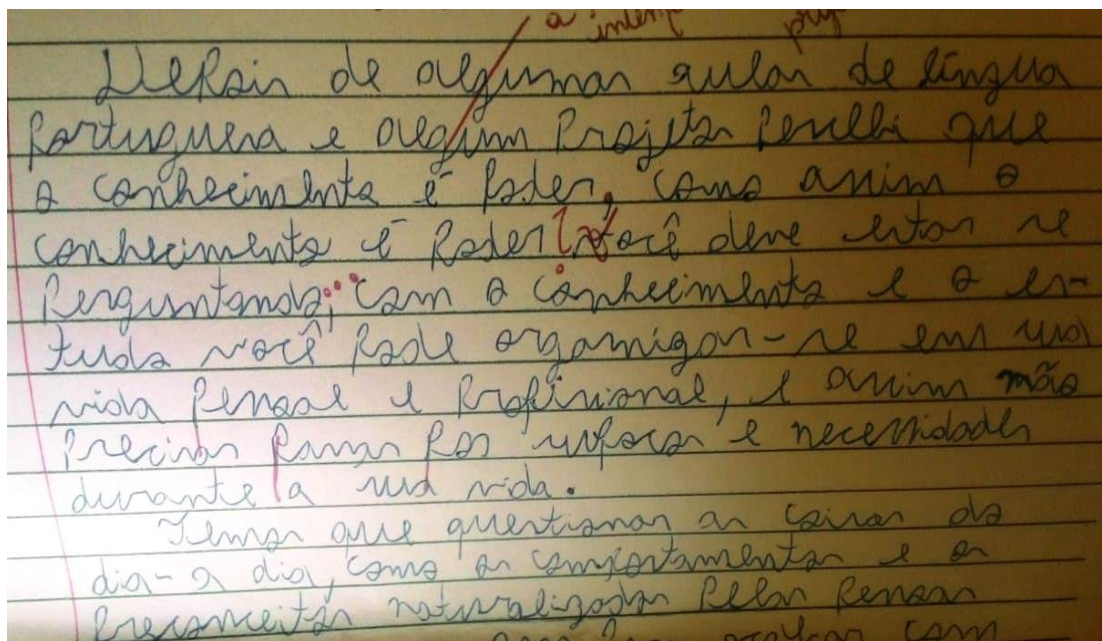 a intemp
Depois de algumas aulas de língua
Portuguesa e algum Projeto Percebi que
o conhecimento é Poder, como assim o
conhecimento é Poder? você deve estar se
Perguntando... com o conhecimento e o es-
tudo você Pode organizar-se em sua
vida Pessoal e Profissional, e assim não
Precisar Passar Por sufoco e necessidades
durante a sua vida.
Temos que questionar as coisas do
dia-a dia, como os comportamentos e os
Preconceitos naturalizados Pelas Pessoas
com